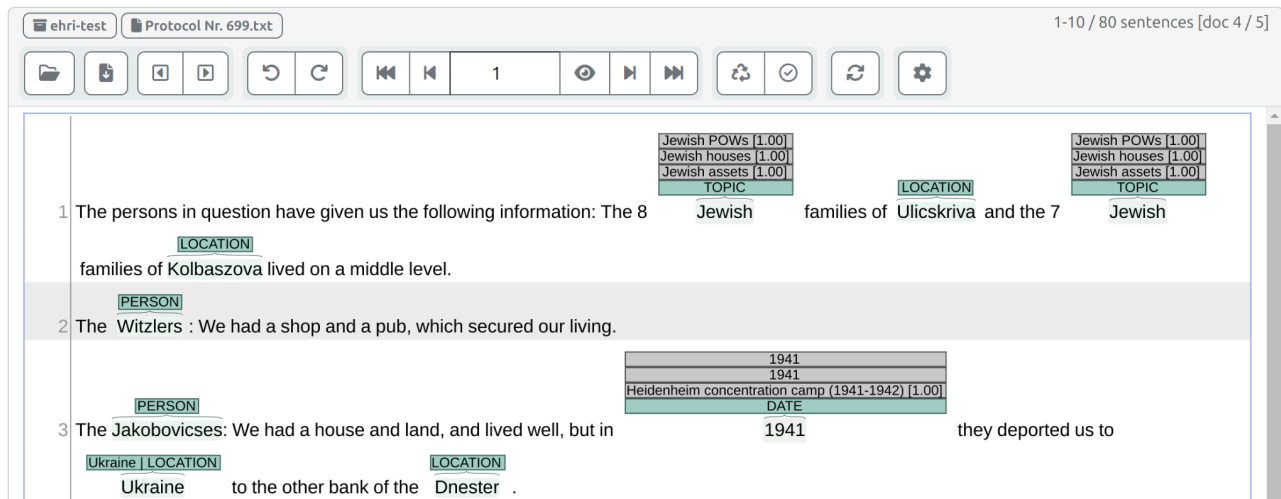 ehri-test Protocol Nr. 699.txt 1-10 / 80 sentences [doc 4 / 5]
1
Jewish POWs [1.00] Jewish POWs [1.00]
Jewish houses [1.00] Jewish houses [1.00]
Jewish assets [1.00] Jewish assets [1.00]
TOPIC LOCATION TOPIC
1 The persons in question have given us the following information: The 8 Jewish families of Ulicskriva and the 7 Jewish
LOCATION
families of Kolbaszova lived on a middle level.
PERSON
2 The Witzlers : We had a shop and a pub, which secured our living.
1941
1941
Heidenheim concentration camp (1941-1942) [1.00]
PERSON DATE
3 The Jakobovicses: We had a house and land, and lived well, but in 1941 they deported us to
Ukraine | LOCATION LOCATION
Ukraine to the other bank of the Dnester .